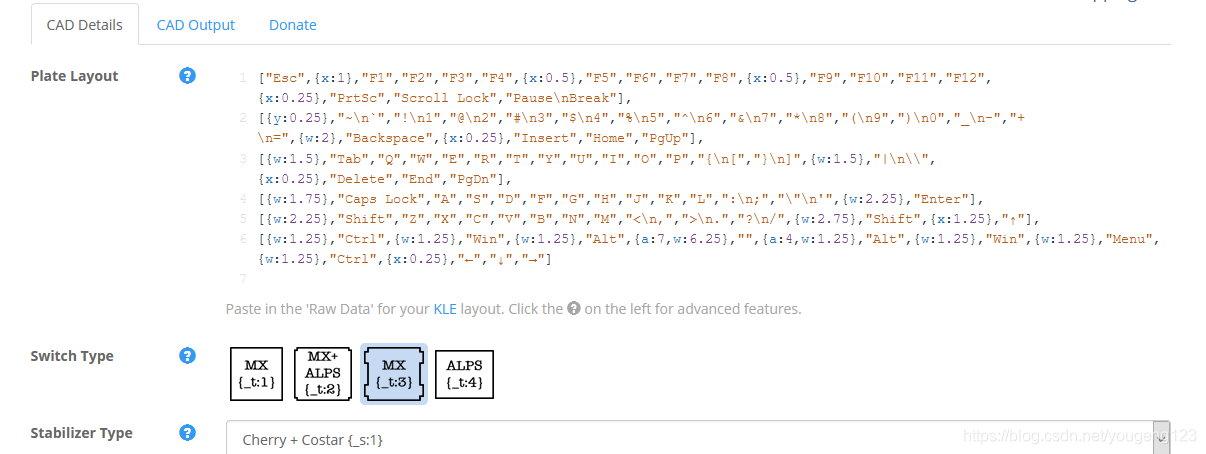 CAD Details CAD Output Donate
Plate Layout
1 ["Esc",{x:1},"F1","F2","F3","F4",{x:0.5},"F5","F6","F7","F8",{x:0.5},"F9","F10","F11","F12",
{x:0.25},"PrtSc","Scroll Lock","Pause\nBreak"],
2 [{y:0.25},"~\n`","!\n1","@\n2","#\n3","$\n4","%\n5","^\n6","&\n7","*\n8","(\n9",")\n0","_\n-","+
\n=",{w:2},"Backspace",{x:0.25},"Insert","Home","PgUp"],
3 [{w:1.5},"Tab","Q","W","E","R","T","Y","U","I","O","P","{\n[","}\n]",{w:1.5},"|\n\\",
{x:0.25},"Delete","End","PgDn"],
4 [{w:1.75},"Caps Lock","A","S","D","F","G","H","J","K","L",":\n;","\"\n'",{w:2.25},"Enter"],
5 [{w:2.25},"Shift","Z","X","C","V","B","N","M","<\n,",">\n.","?\n/",{w:2.75},"Shift",{x:1.25},"↑"],
6 [{w:1.25},"Ctrl",{w:1.25},"Win",{w:1.25},"Alt",{a:7,w:6.25},"",{a:4,w:1.25},"Alt",{w:1.25},"Win",{w:1.25},"Menu",
{w:1.25},"Ctrl",{x:0.25},"←","↓","→"]
7
Paste in the 'Raw Data' for your KLE layout. Click the ? on the left for advanced features.
Switch Type
MX
{_t:1}
MX+
ALPS
{_t:2}
MX
{_t:3}
ALPS
{_t:4}
Stabilizer Type
Cherry + Costar {_s:1}
https://blog.csdn.net/yougeng123